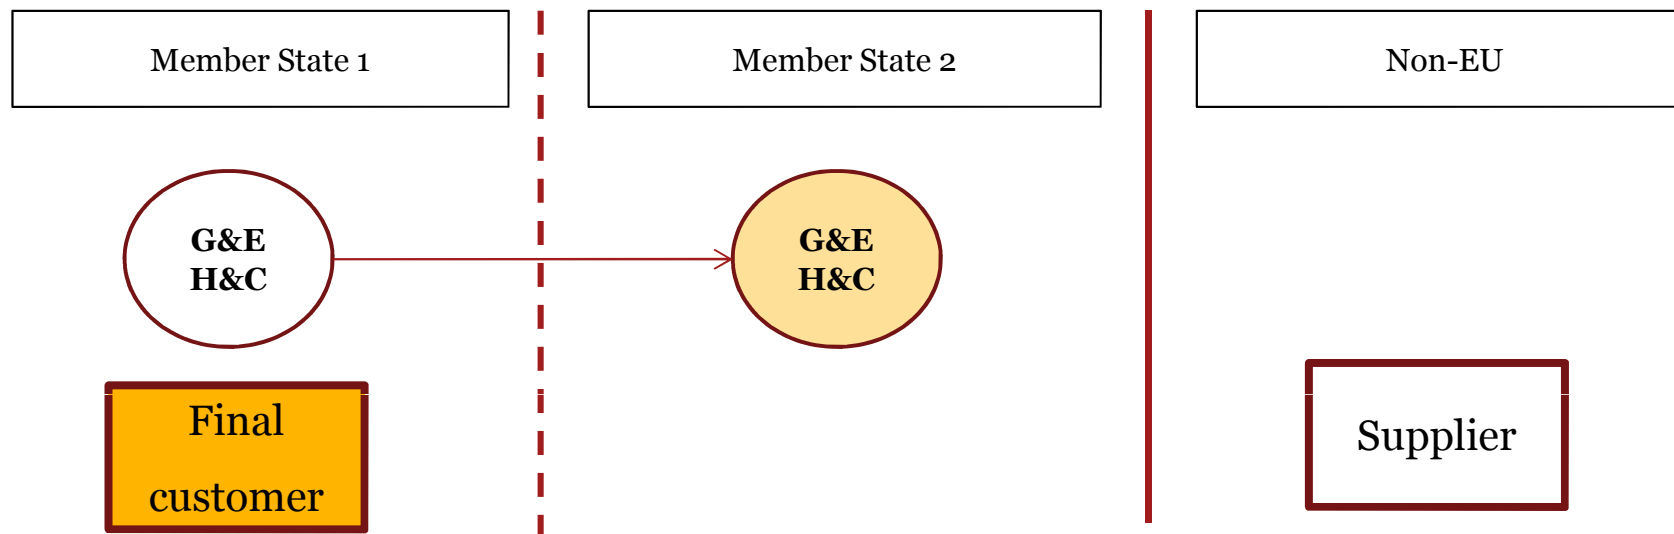 Member State 1
Member State 2
Non-EU
G&E
H&C
G&E
H&C
Final
customer
Supplier